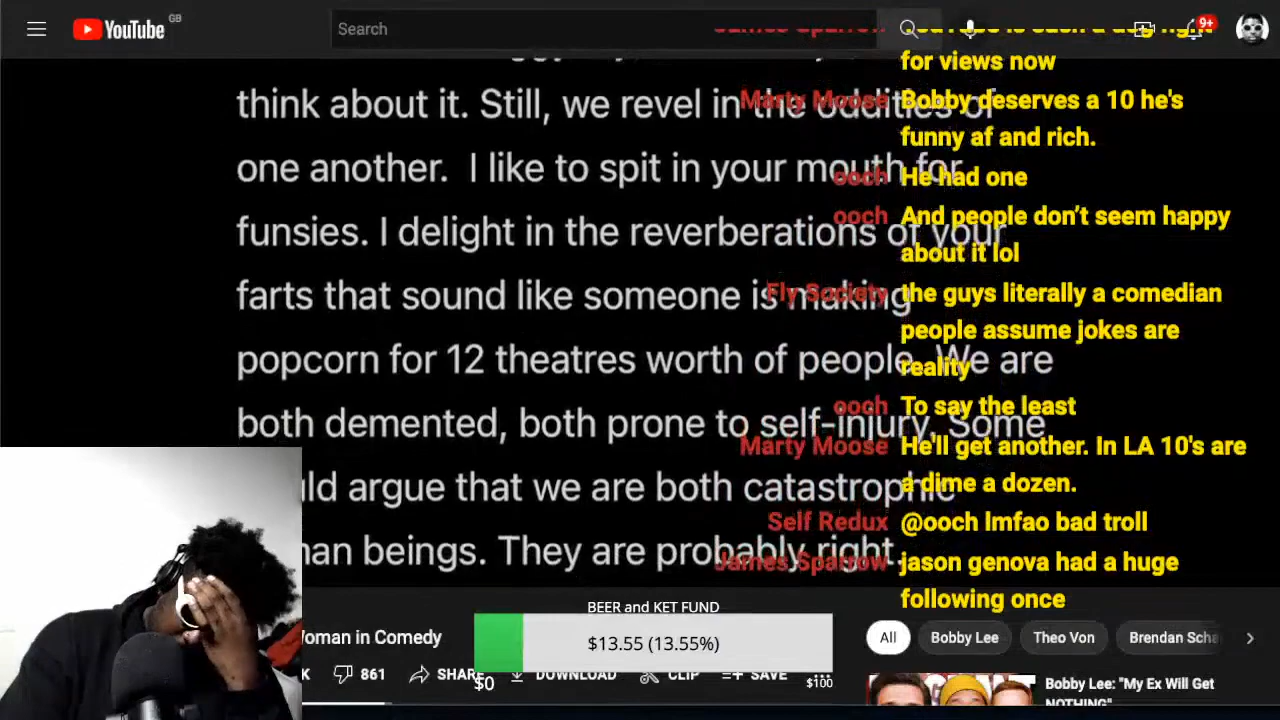 YouTube GB
Search
9+
for views now
think about it. Still, we revel in the oddities of
Marty Moose Bobby deserves a 10 he's
funny af and rich.
one another. I like to spit in your mouth for
ooch He had one
funsies. I delight in the reverberations of your
ooch And people don’t seem happy
about it lol
farts that sound like someone is making
Fly Society the guys literally a comedian
people assume jokes are
reality
popcorn for 12 theatres worth of people. We are
both demented, both prone to self-injury. Some
ooch To say the least
Marty Moose He'll get another. In LA 10's are
a dime a dozen.
ld argue that we are both catastrophic
Self Redux @ooch lmfao bad troll
an beings. They are probably right.
James Sparrow jason genova had a huge
following once
BEER and KET FUND
$13.55 (13.55%)
$0
$100
Woman in Comedy
K 861 SHARE DOWNLOAD CLIP SAVE
All Bobby Lee Theo Von Brendan Scha
Bobby Lee: "My Ex Will Get
NOTHING"